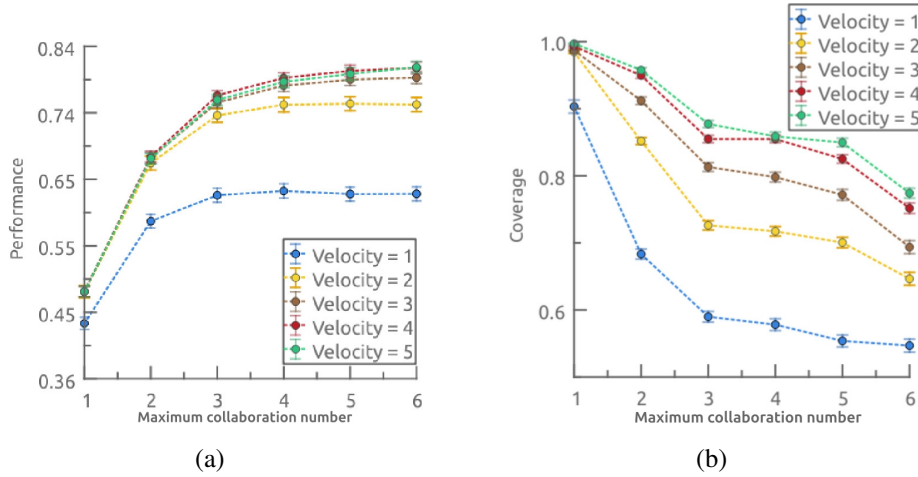 0.84
0.74
0.65
0.55
0.45
0.36
Performance
Velocity = 1
Velocity = 2
Velocity = 3
Velocity = 4
Velocity = 5
1 2 3 4 5 6
Maximum collaboration number
(a)
1.0
0.8
0.6
Coverage
Velocity = 1
Velocity = 2
Velocity = 3
Velocity = 4
Velocity = 5
1 2 3 4 5 6
Maximum collaboration number
(b)